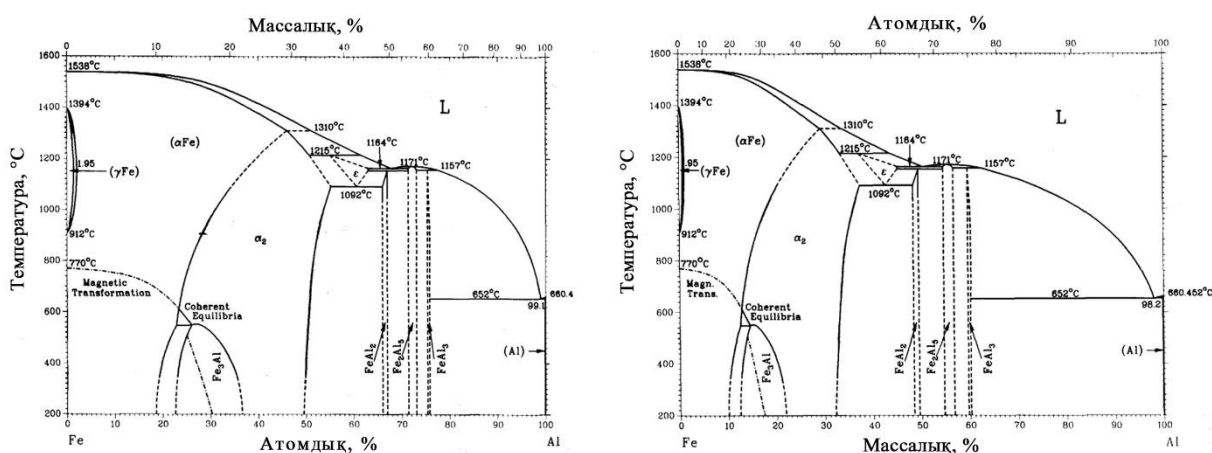 Массалық, %
0 10 20 30 40 50 60 70 80 90 100
1600
1538°C
1394°C
1400
L
1310°C
(αFe)
1215°C
1164°C
1200
1171°C
1157°C
1.95
(γFe)
ε
1092°C
1000
912°C
α₂
800
770°C
Magnetic
Transformation
652°C
660.4
99.1
600
Coherent
Equilibria
400
Fe₃Al
FeAl₂
Fe₂Al₅
FeAl₃
(Al)
200
0 10 20 30 40 50 60 70 80 90 100
Fe
Атомдық, %
Al
Температура, °C
Атомдық, %
0 10 20 30 40 50 60 70 80 90 100
1600
1538°C
1394°C
1400
L
1310°C
(αFe)
1215°C
1164°C
1200
1171°C
1157°C
1.95
(γFe)
ε
1092°C
1000
912°C
α₂
800
770°C
Magn.
Trans.
652°C
660.452°C
98.2
600
Coherent
Equilibria
400
Fe₃Al
FeAl₂
Fe₂Al₅
FeAl₃
(Al)
200
0 10 20 30 40 50 60 70 80 90 100
Fe
Массалық, %
Al
Температура, °C